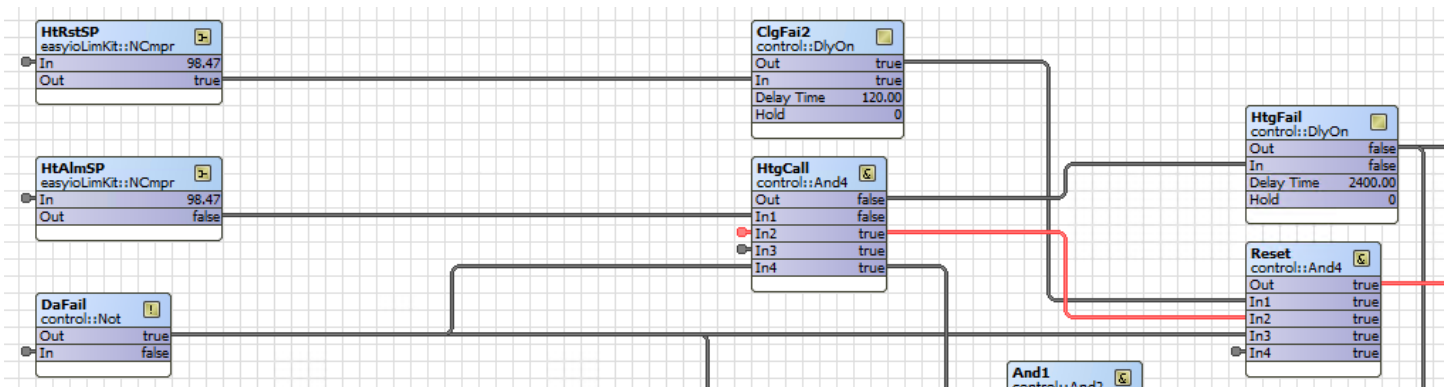 HtRstSP
easyioLimKit::NCmpr
In 98.47
Out true
ClgFai2
control::DlyOn
Out true
In true
Delay Time 120.00
Hold 0
HtgFail
control::DlyOn
Out false
In false
Delay Time 2400.00
Hold 0
HtAlmSP
easyioLimKit::NCmpr
In 98.47
Out false
HtgCall
control::And4
Out false
In1 false
In2 true
In3 true
In4 true
Reset
control::And4
Out true
In1 true
In2 true
In3 true
In4 true
DaFail
control::Not
Out true
In false
And1